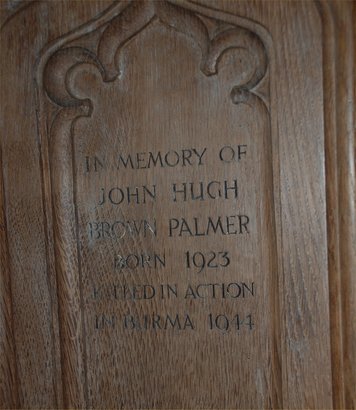 IN MEMORY OF
JOHN HUGH
BROWN PALMER
BORN 1923
KILLED IN ACTION
IN BURMA 1944